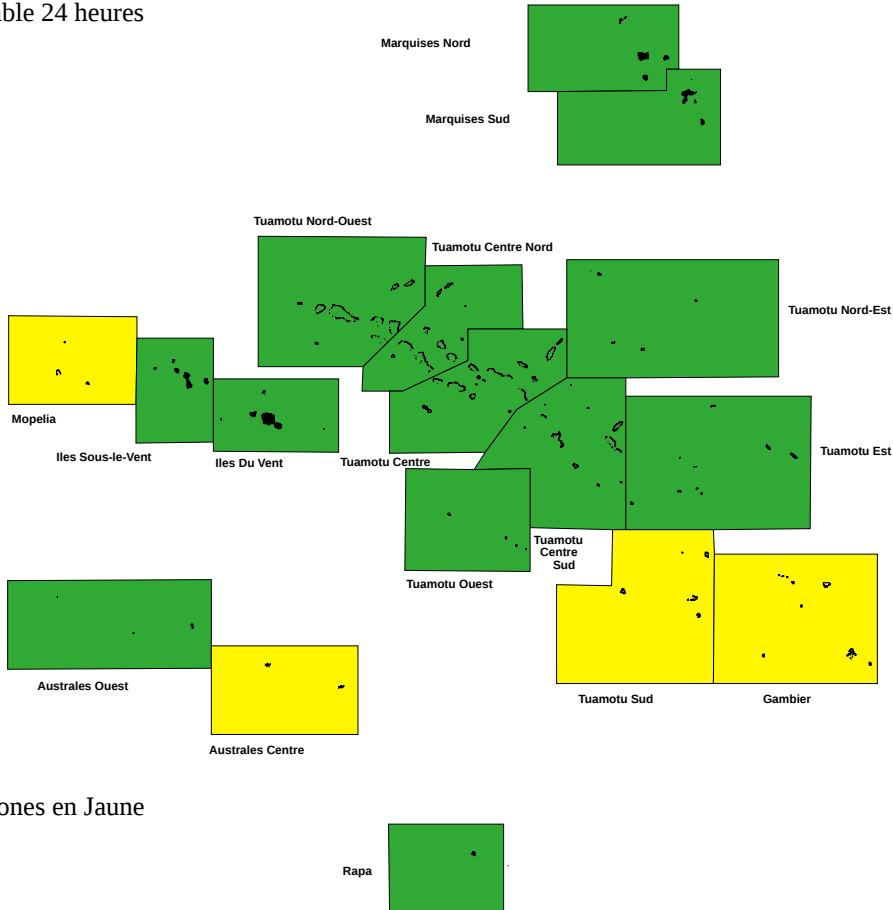 ble 24 heures
Marquises Nord
Marquises Sud
Tuamotu Nord-Ouest
Tuamotu Centre Nord
Tuamotu Nord-Est
Mopelia
Iles Sous-le-Vent
Iles Du Vent
Tuamotu Centre
Tuamotu Est
Tuamotu
Centre
Sud
Tuamotu Ouest
Australes Ouest
Tuamotu Sud
Gambier
Australes Centre
ones en Jaune
Rapa